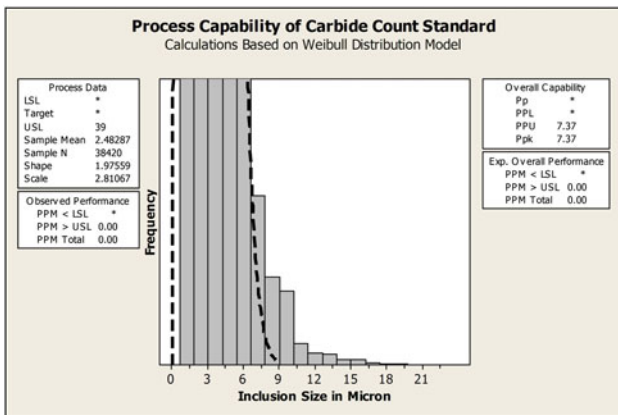 Process Capability of Carbide Count Standard
Calculations Based on Weibull Distribution Model
Process Data
LSL *
Target *
USL 39
Sample Mean 2.48287
Sample N 38420
Shape 1.97559
Scale 2.81067
Observed Performance
PPM < LSL *
PPM > USL 0.00
PPM Total 0.00
Frequency
Overall Capability
Pp *
PPL *
PPU 7.37
Ppk 7.37
Exp. Overall Performance
PPM < LSL *
PPM > USL 0.00
PPM Total 0.00
0 3 6 9 12 15 18 21
Inclusion Size in Micron